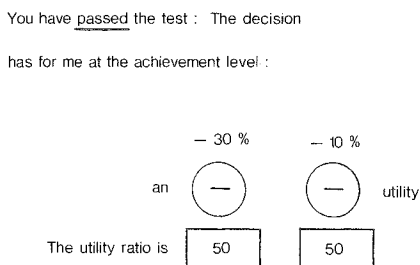 You have passed the test : The decision
has for me at the achievement level :
– 30 % – 10 %
an – – utility
The utility ratio is 50 50